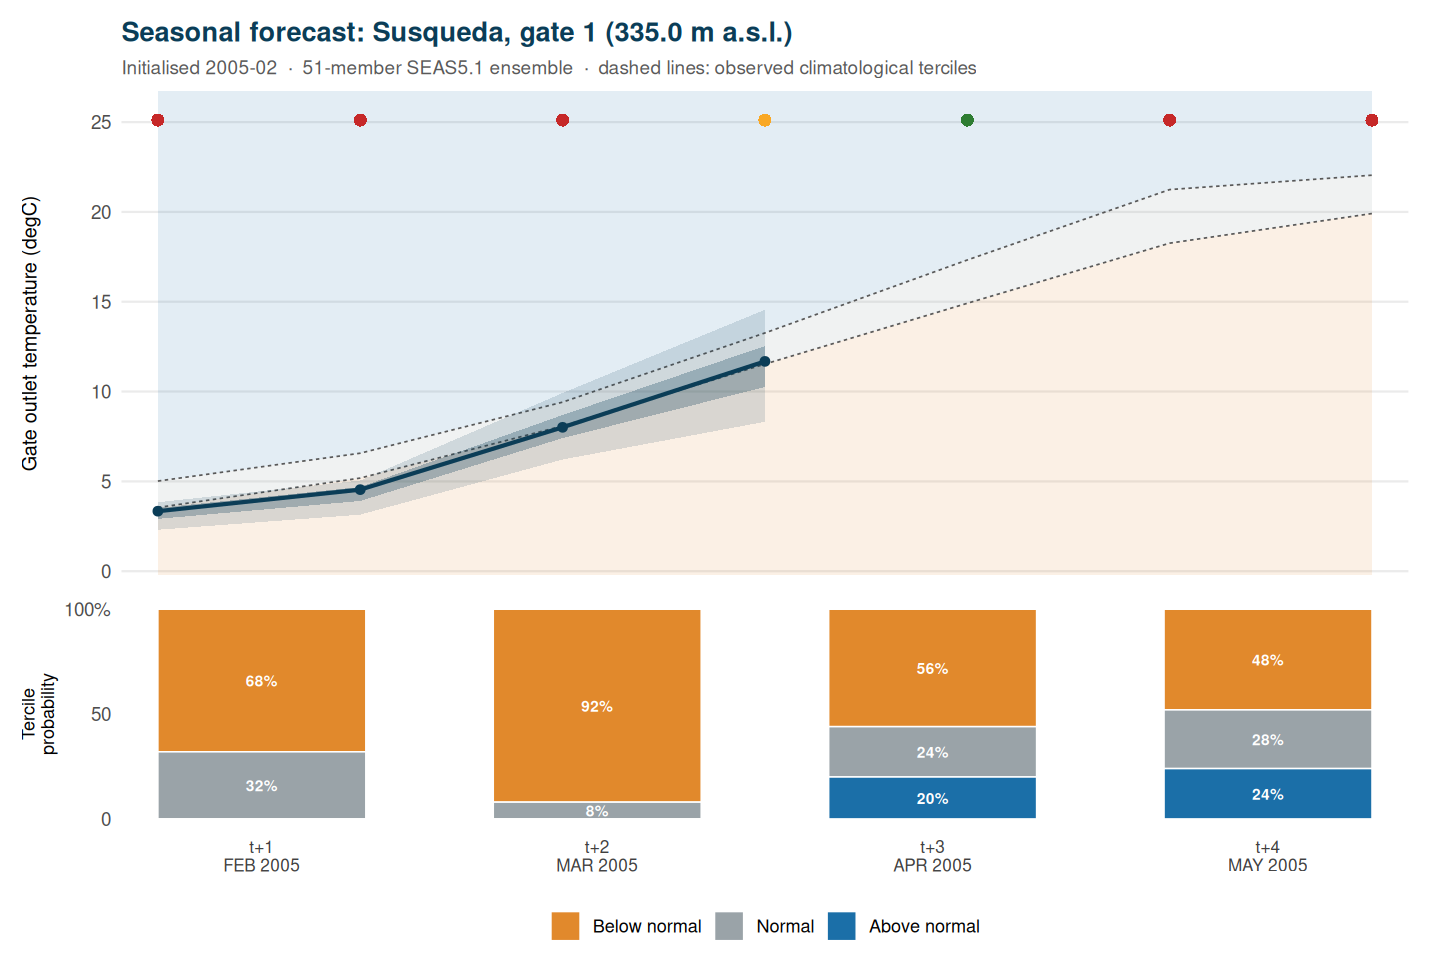 Seasonal forecast: Susqueda, gate 1 (335.0 m a.s.l.)
Initialised 2005-02 · 51-member SEAS5.1 ensemble · dashed lines: observed climatological terciles
Gate outlet temperature (degC)
25
20
15
10
5
0
Tercile
probability
100%
50
0
68%
32%
92%
8%
56%
24%
20%
48%
28%
24%
t+1
FEB 2005
t+2
MAR 2005
t+3
APR 2005
t+4
MAY 2005
Below normal
Normal
Above normal